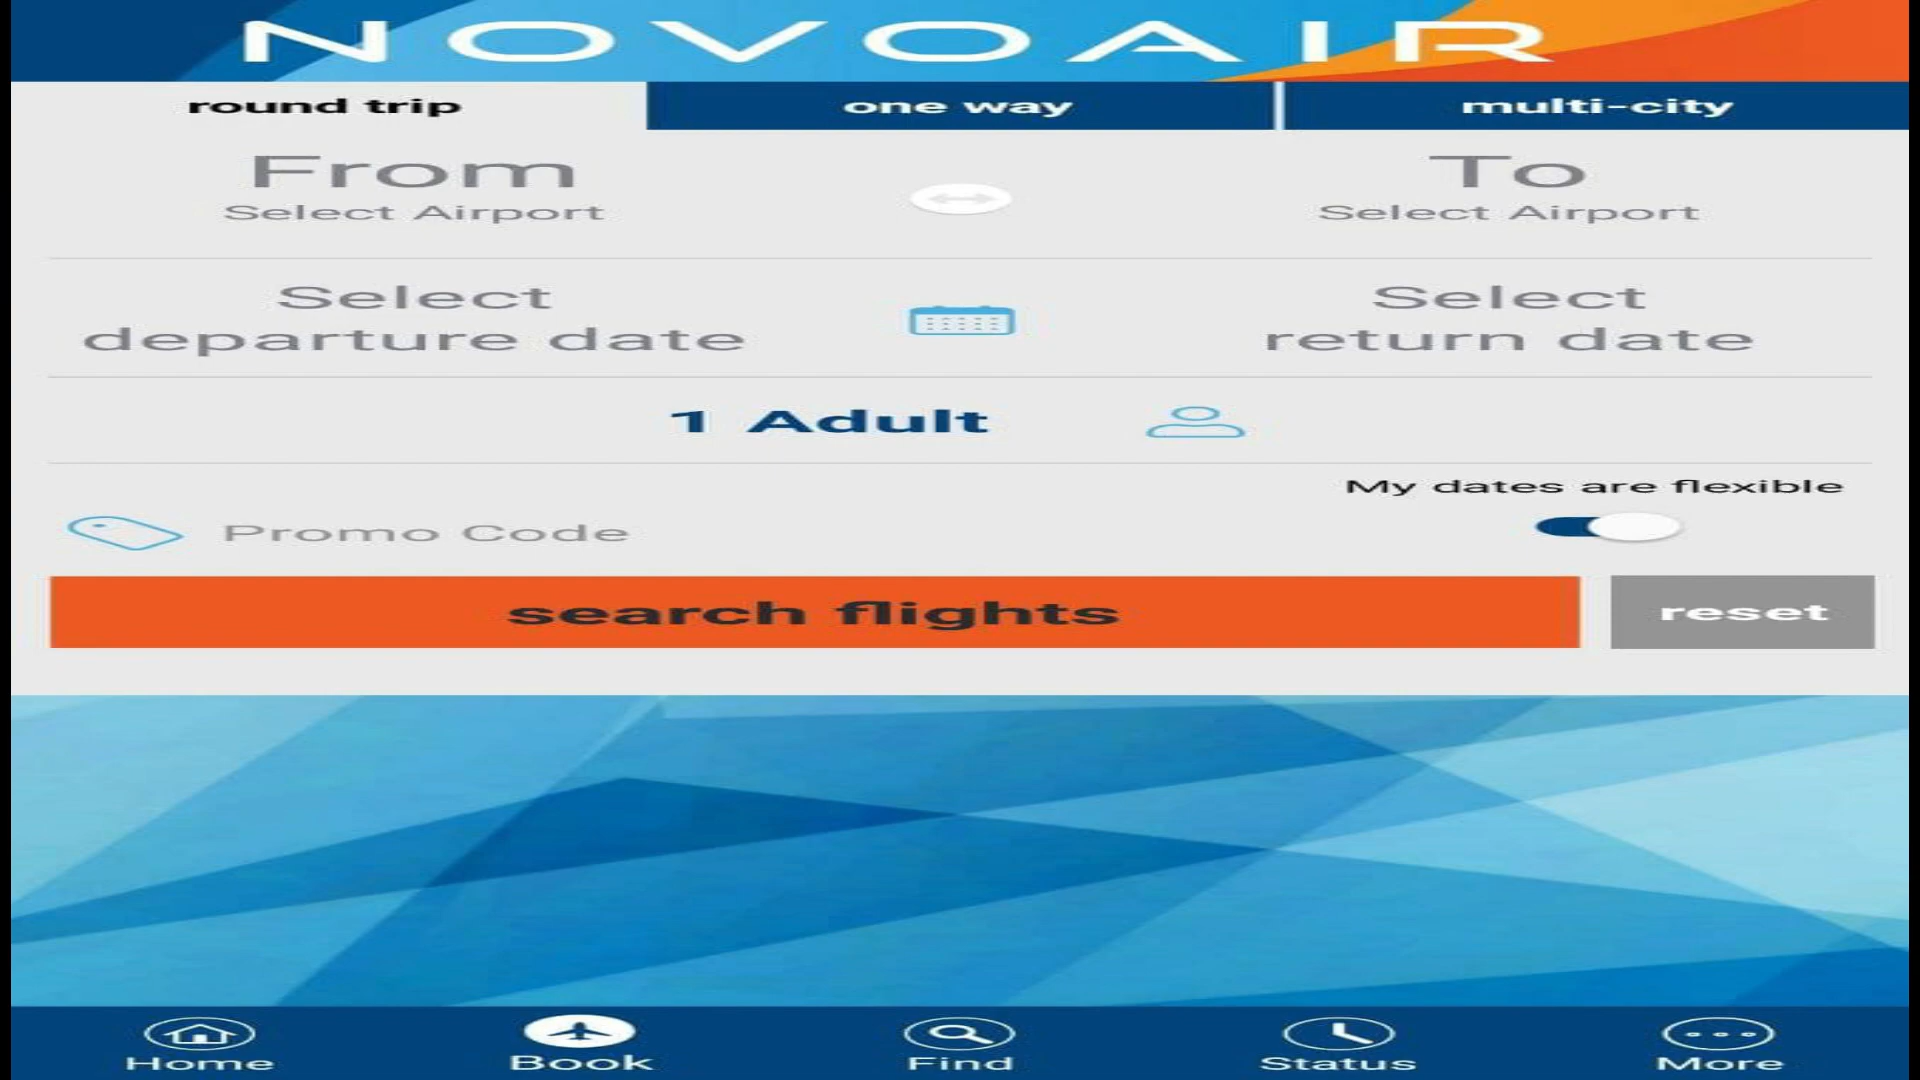 NOVOAIR
round trip one way multi-city
From To
Select Airport Select Airport
Select Select
departure date return date
1 Adult
My dates are flexible
Promo Code
search flights reset
Home Book Find Status More